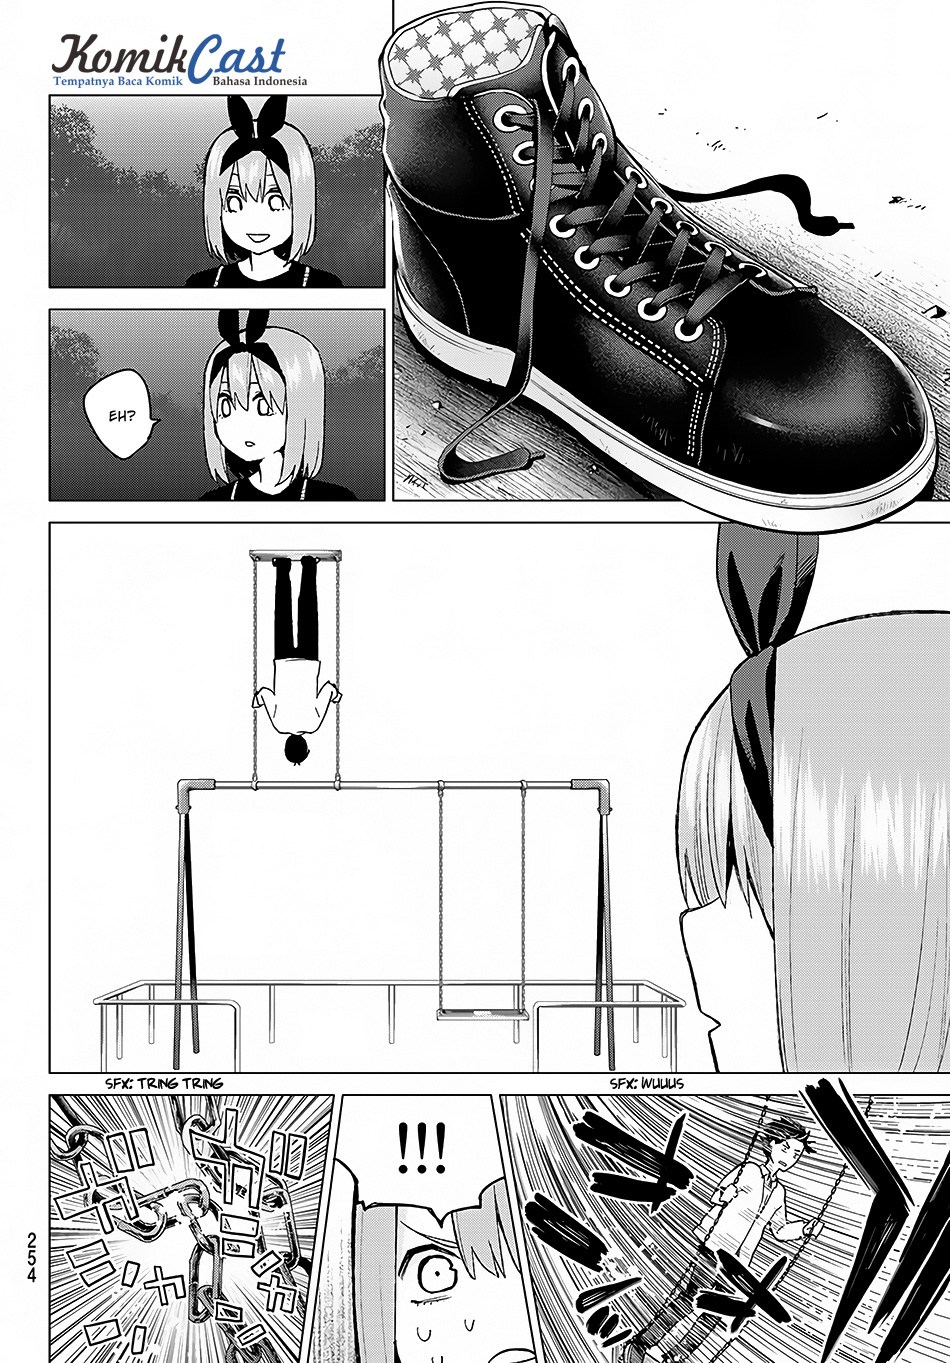 KomikCast
Tempatnya Baca Komik Bahasa Indonesia
EH?
SFX: TRING TRING
SFX: WUUUS
!!!
254